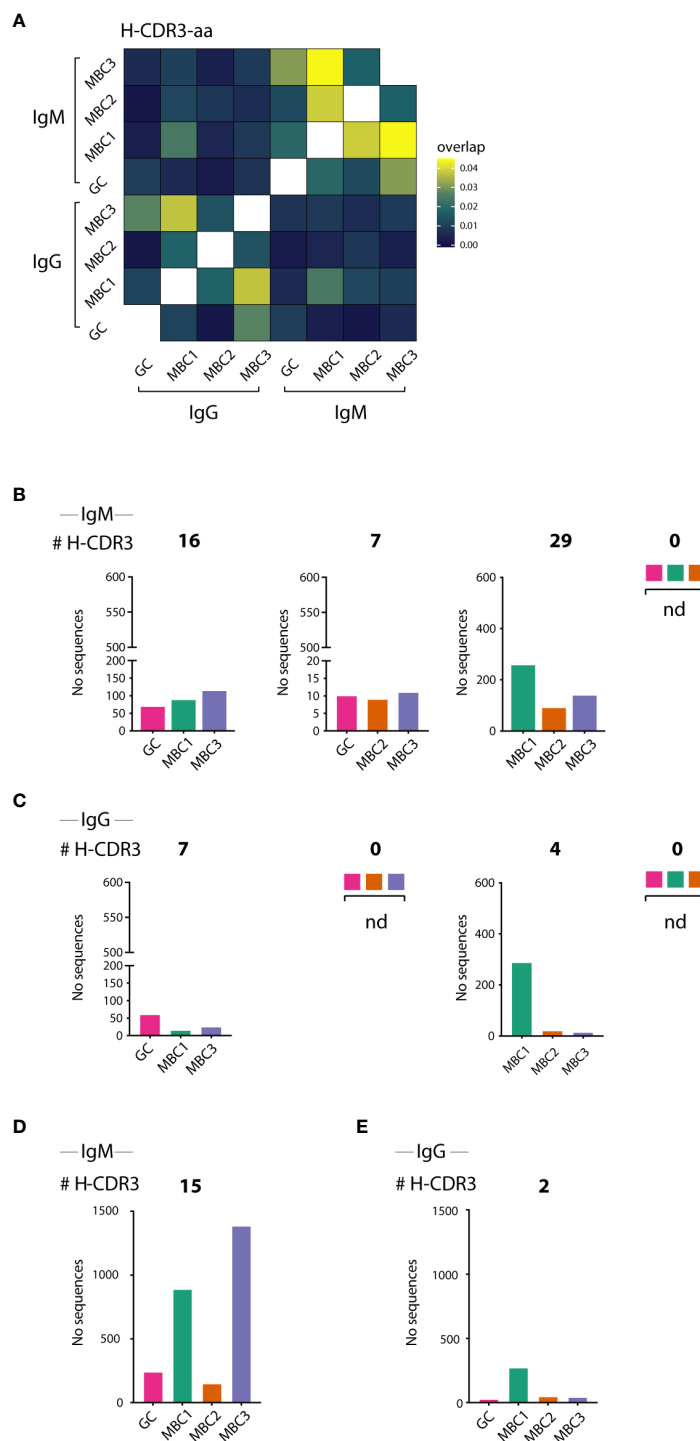 A
H-CDR3-aa
IgM
MBC3
MBC2
MBC1
GC
IgG
MBC3
MBC2
MBC1
GC
overlap
0.04
0.03
0.02
0.01
0.00
GC MBC1 MBC2 MBC3 GC MBC1 MBC2 MBC3
IgG IgM
B
IgM
# H-CDR3 16 7 29 0
No sequences
600
550
500
200
150
100
50
0
GC MBC1 MBC3
No sequences
600
550
500
20
15
10
5
0
GC MBC2 MBC3
No sequences
600
400
200
0
MBC1 MBC2 MBC3
nd
C
IgG
# H-CDR3 7 0 4 0
No sequences
600
550
500
200
150
100
50
0
GC MBC1 MBC3
nd
No sequences
600
400
200
0
MBC1 MBC2 MBC3
nd
D
IgM
# H-CDR3 15
No sequences
1500
1000
500
0
GC MBC1 MBC2 MBC3
E
IgG
# H-CDR3 2
No sequences
1500
1000
500
0
GC MBC1 MBC2 MBC3